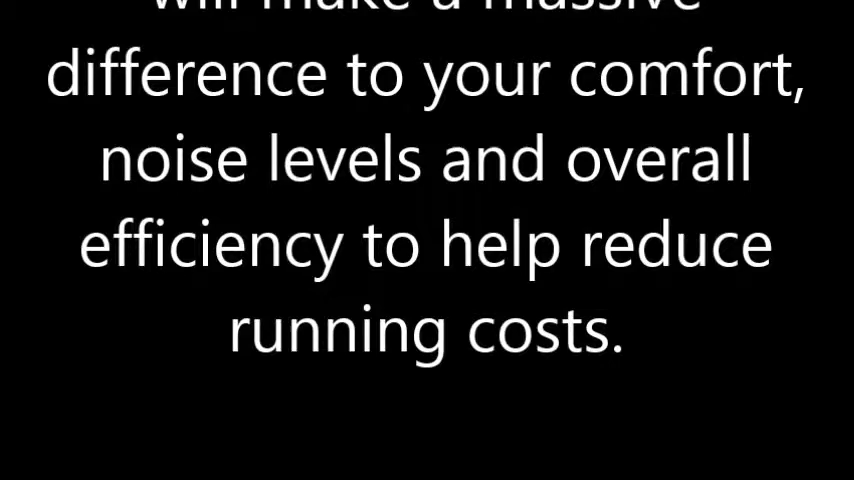 will make a massive
difference to your comfort,
noise levels and overall
efficiency to help reduce
running costs.